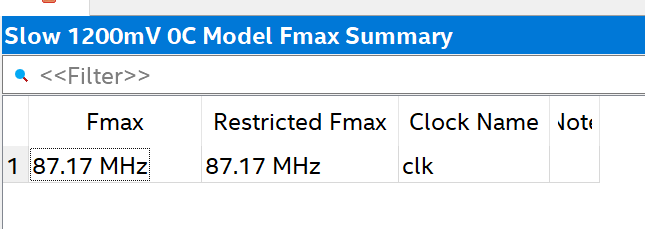 Slow 1200mV 0C Model Fmax Summary
<<Filter>>
Fmax Restricted Fmax Clock Name Note
1 87.17 MHz 87.17 MHz clk